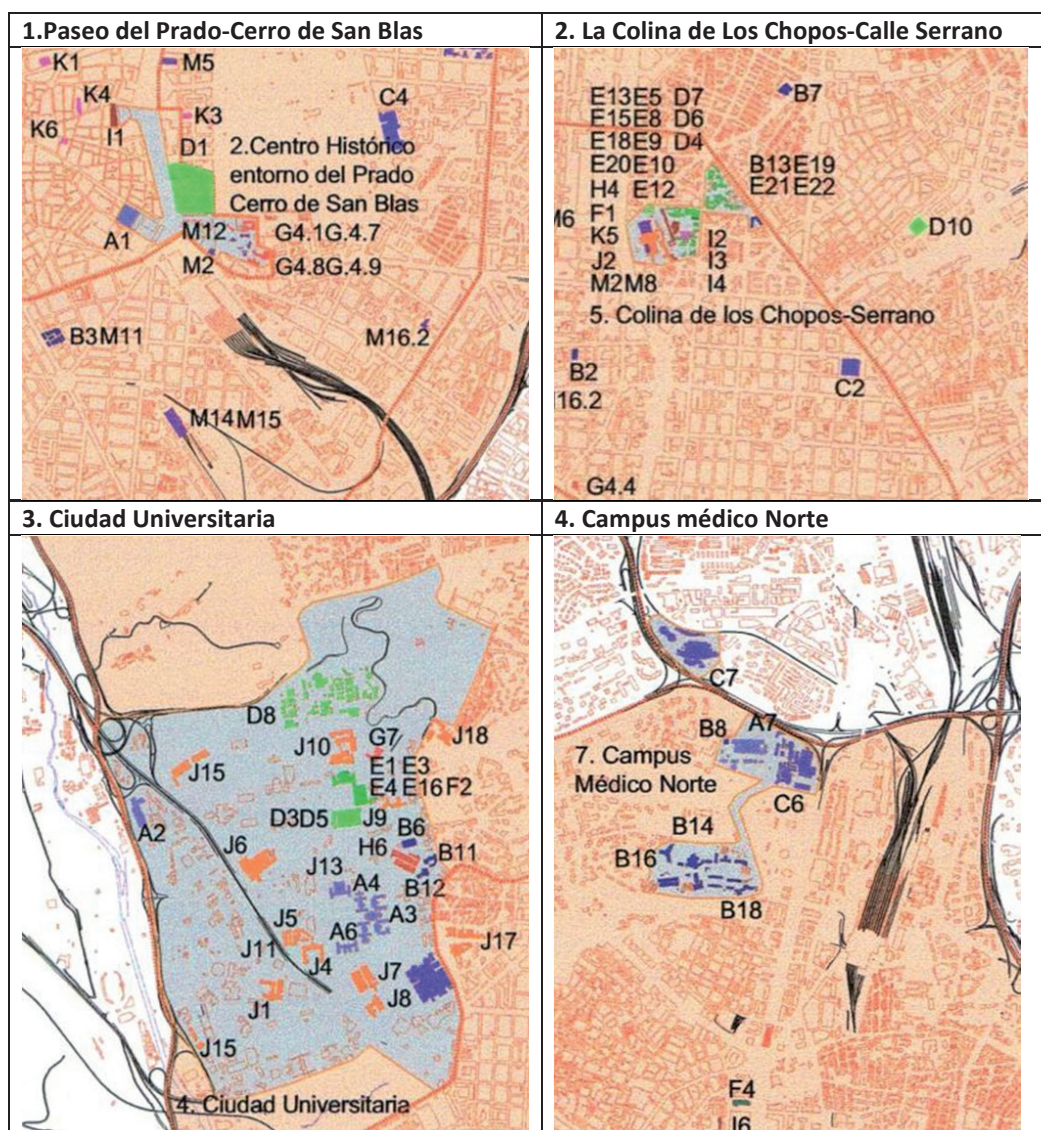 1.Paseo del Prado-Cerro de San Blas
K1
M5
K4
C4
K6
I1
K3
D1
2.Centro Histórico
entorno del Prado
Cerro de San Blas
A1
M12
G4.1G.4.7
M2
G4.8G.4.9
B3M11
M16.2
M14M15
2. La Colina de Los Chopos-Calle Serrano
E13E5 D7
B7
E15E8 D6
E18E9 D4
E20E10
B13E19
H4 E12
E21E22
F1
D10
K5
I2
J2
I3
M2M8
I4
5. Colina de los Chopos-Serrano
B2
C2
16.2
G4.4
3. Ciudad Universitaria
D8
J10
G7
J18
J15
E1 E3
E4 E16F2
A2
D3D5
J9
J6
B6
H6
B11
J13
B12
A4
A3
J5
A6
J17
J11
J4
J7
J8
J1
J15
4. Ciudad Universitaria
4. Campus médico Norte
C7
B8
A7
7. Campus
Médico Norte
C6
B14
B16
B18
F4
J6